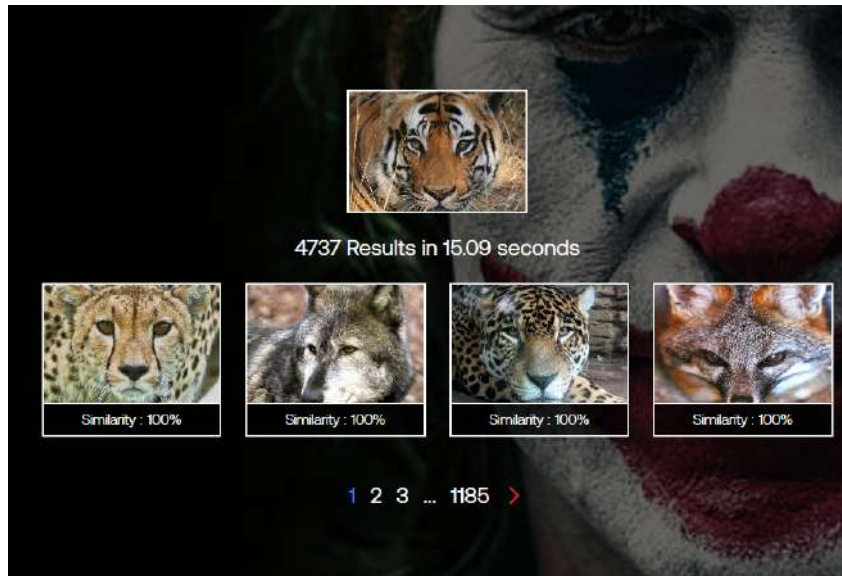 4737 Results in 15.09 seconds
Similarity : 100% Similarity : 100% Similarity : 100% Similarity : 100%
1 2 3 ... 1185 >